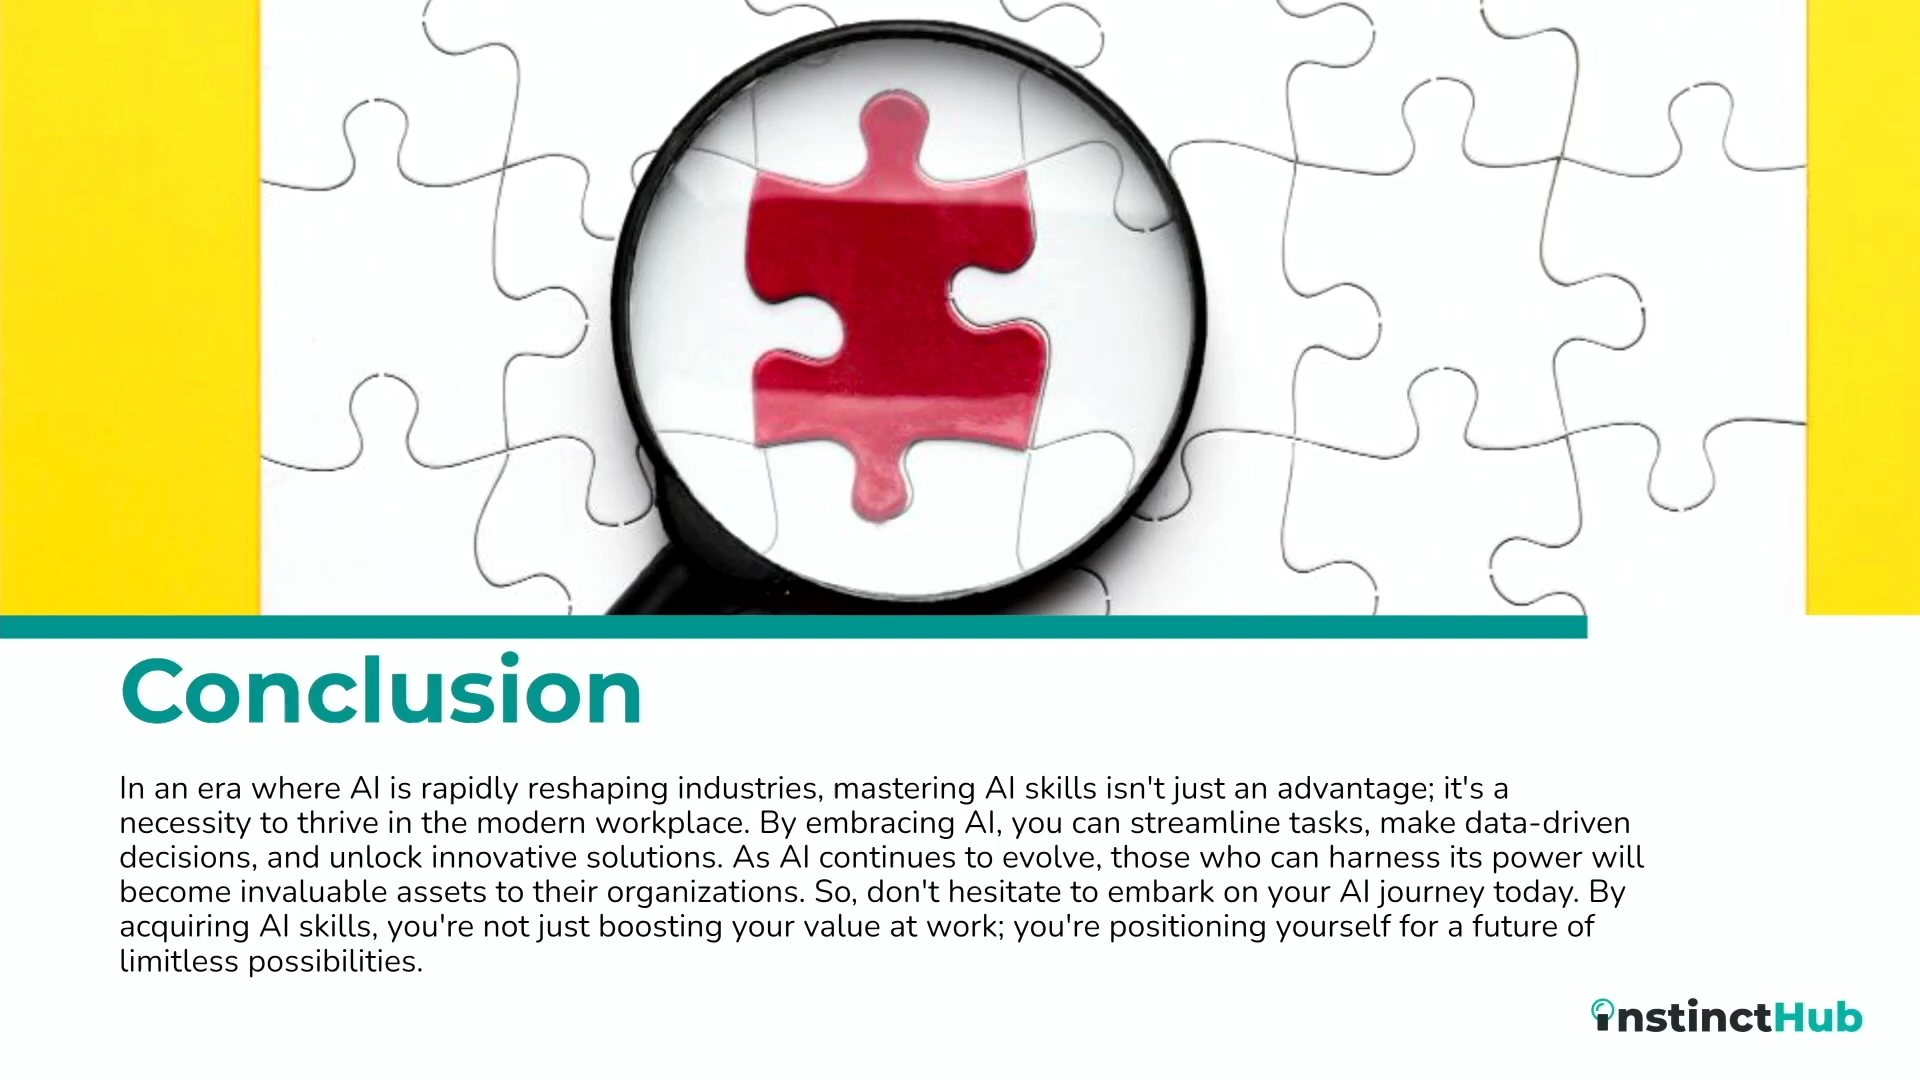 Conclusion
In an era where AI is rapidly reshaping industries, mastering AI skills isn't just an advantage; it's a
necessity to thrive in the modern workplace. By embracing AI, you can streamline tasks, make data-driven
decisions, and unlock innovative solutions. As AI continues to evolve, those who can harness its power will
become invaluable assets to their organizations. So, don't hesitate to embark on your AI journey today. By
acquiring AI skills, you're not just boosting your value at work; you're positioning yourself for a future of
limitless possibilities.
instinctHub